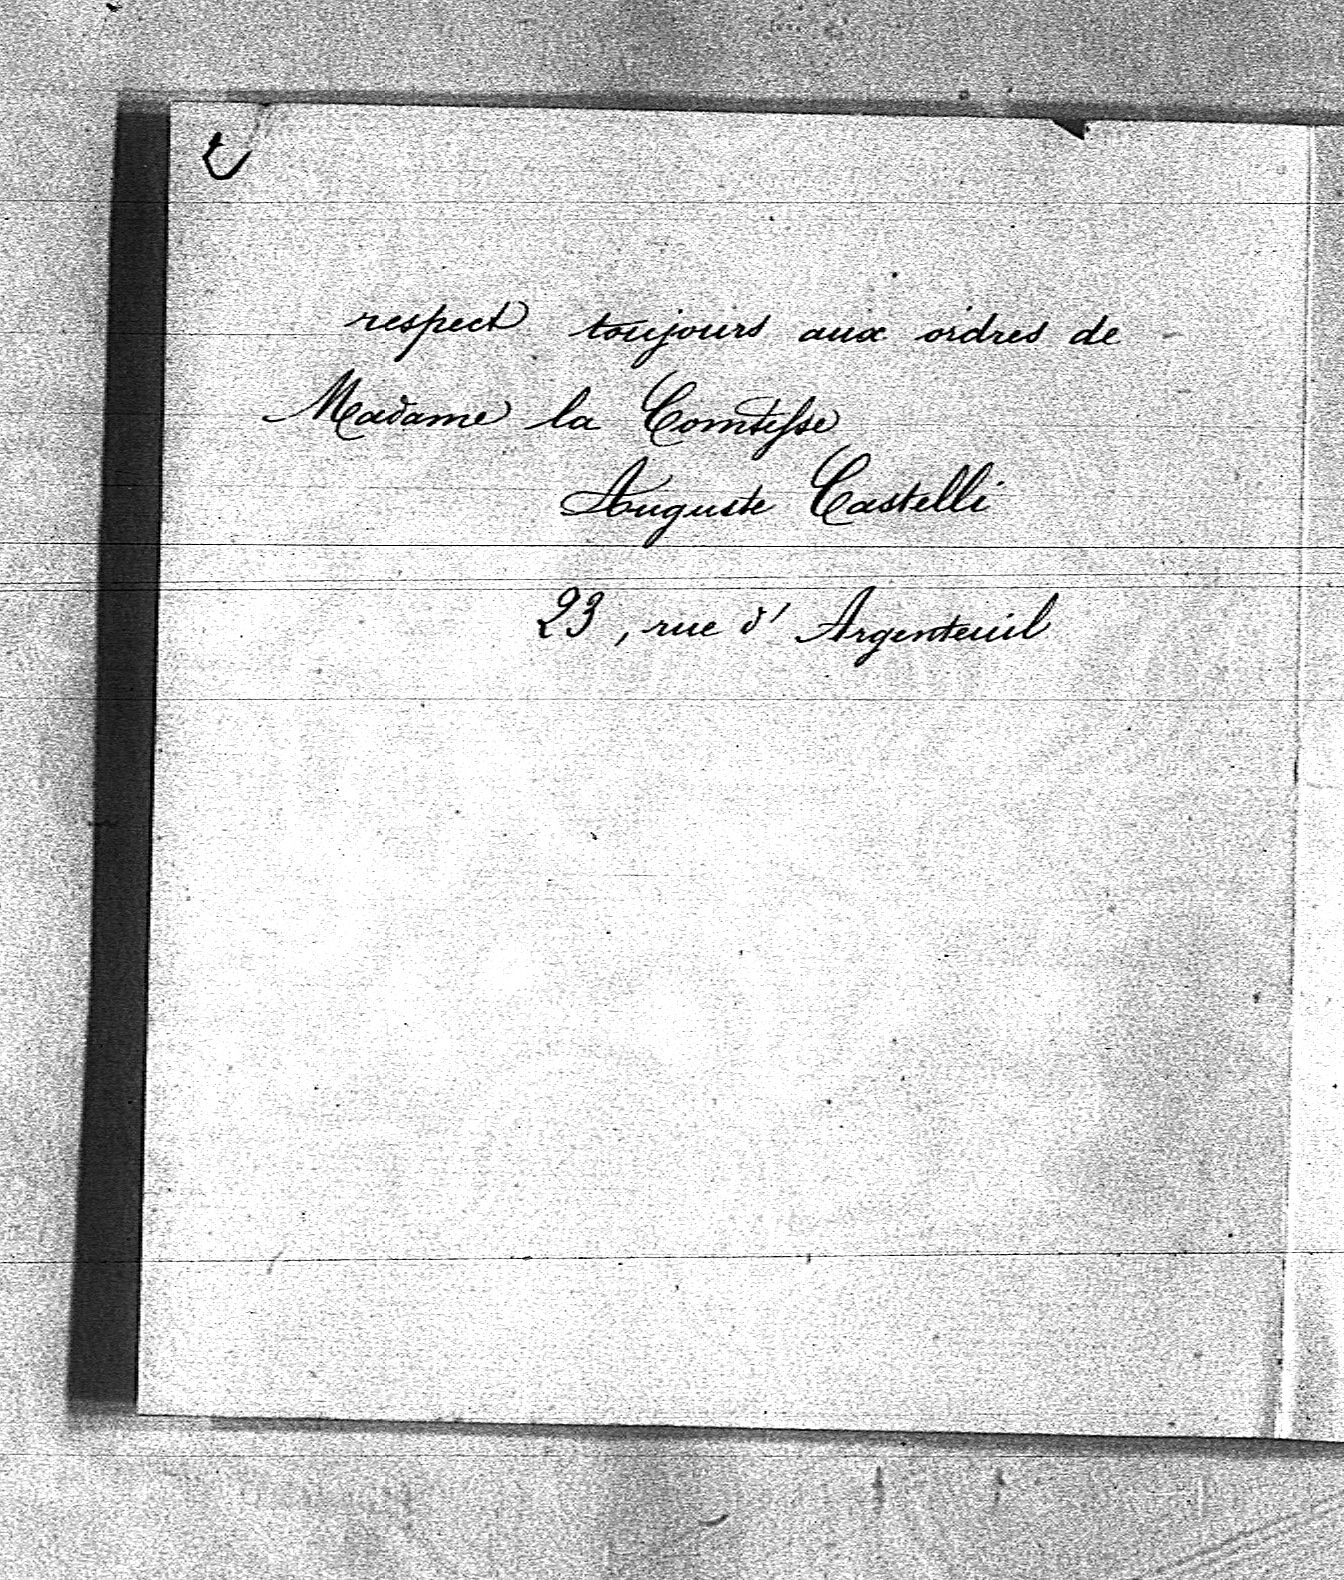 respect toujours aux ordres de
Madame la Comtesse
Auguste Castelli
23, rue d'Argenteuil